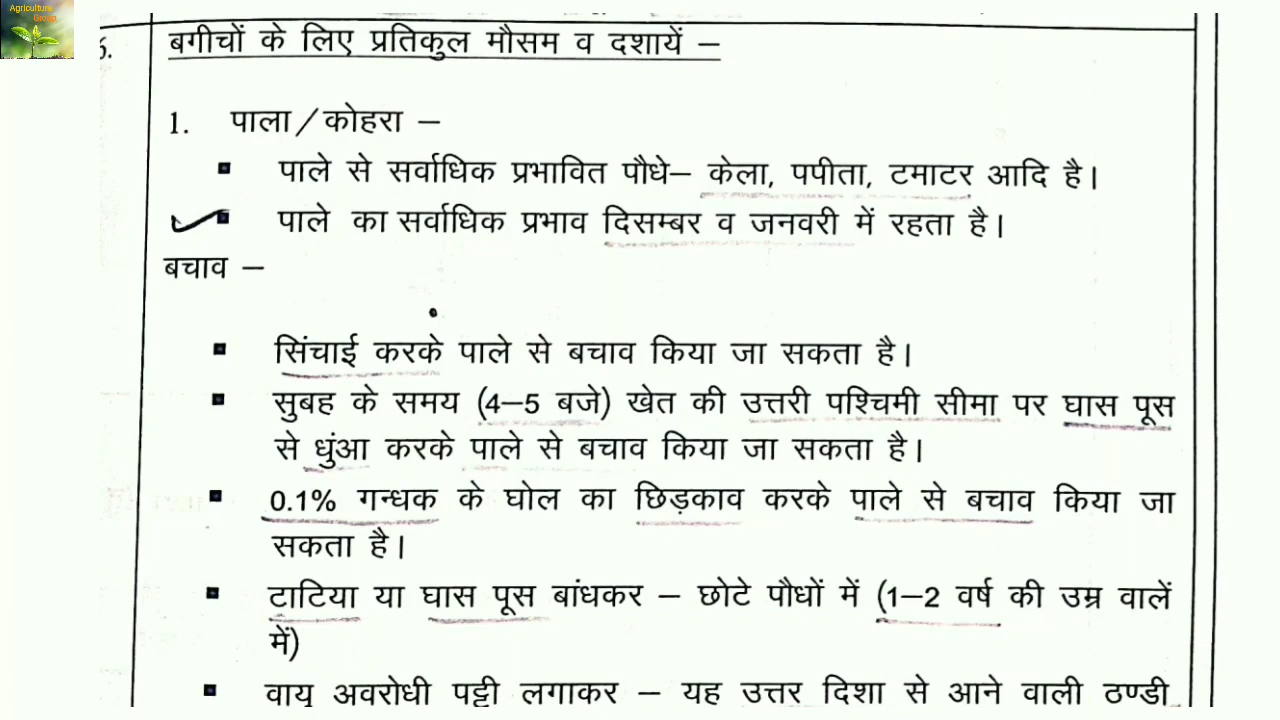 Agriculture
Group
6.
बगीचों के लिए प्रतिकुल मौसम व दशायें –
1. पाला/कोहरा –
▪ पाले से सर्वाधिक प्रभावित पौधे– केला, पपीता, टमाटर आदि है।
▪ पाले का सर्वाधिक प्रभाव दिसम्बर व जनवरी में रहता है।
बचाव –
▪ सिंचाई करके पाले से बचाव किया जा सकता है।
▪ सुबह के समय (4–5 बजे) खेत की उत्तरी पश्चिमी सीमा पर घास पूस
से धुंआ करके पाले से बचाव किया जा सकता है।
▪ 0.1% गन्धक के घोल का छिड़काव करके पाले से बचाव किया जा
सकता है।
▪ टाटिया या घास पूस बांधकर – छोटे पौधों में (1–2 वर्ष की उम्र वालें
में)
▪ वायु अवरोधी पट्टी लगाकर – यह उत्तर दिशा से आने वाली ठण्डी